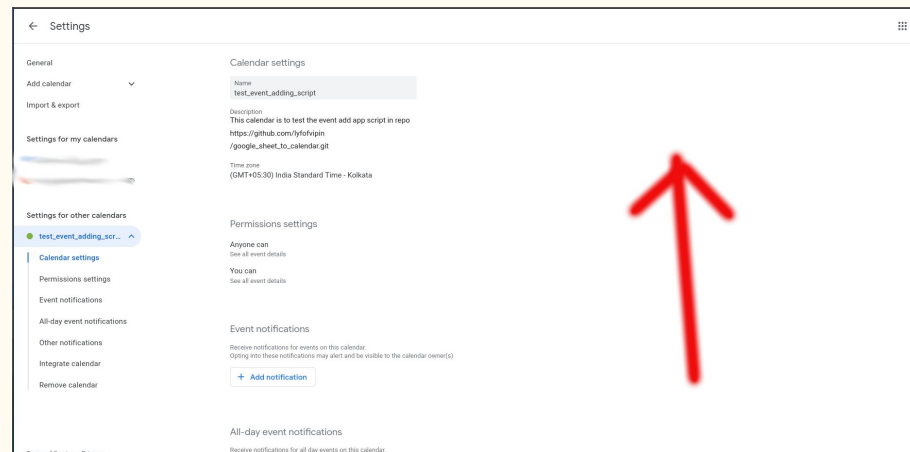 Settings
General
Add calendar
Import & export
Settings for my calendars
Settings for other calendars
test_event_adding_scr...
Calendar settings
Permissions settings
Event notifications
All-day event notifications
Other notifications
Integrate calendar
Remove calendar
Calendar settings
Name
test_event_adding_script
Description
This calendar is to test the event add app script in repo
https://github.com/lyfofvipin
/google_sheet_to_calendar.git
Time zone
(GMT+05:30) India Standard Time - Kolkata
Permissions settings
Anyone can
See all event details
You can
See all event details
Event notifications
Receive notifications for events on this calendar.
Opting into these notifications may alert and be visible to the calendar owner(s)
+ Add notification
All-day event notifications
Receive notifications for all day events on this calendar.